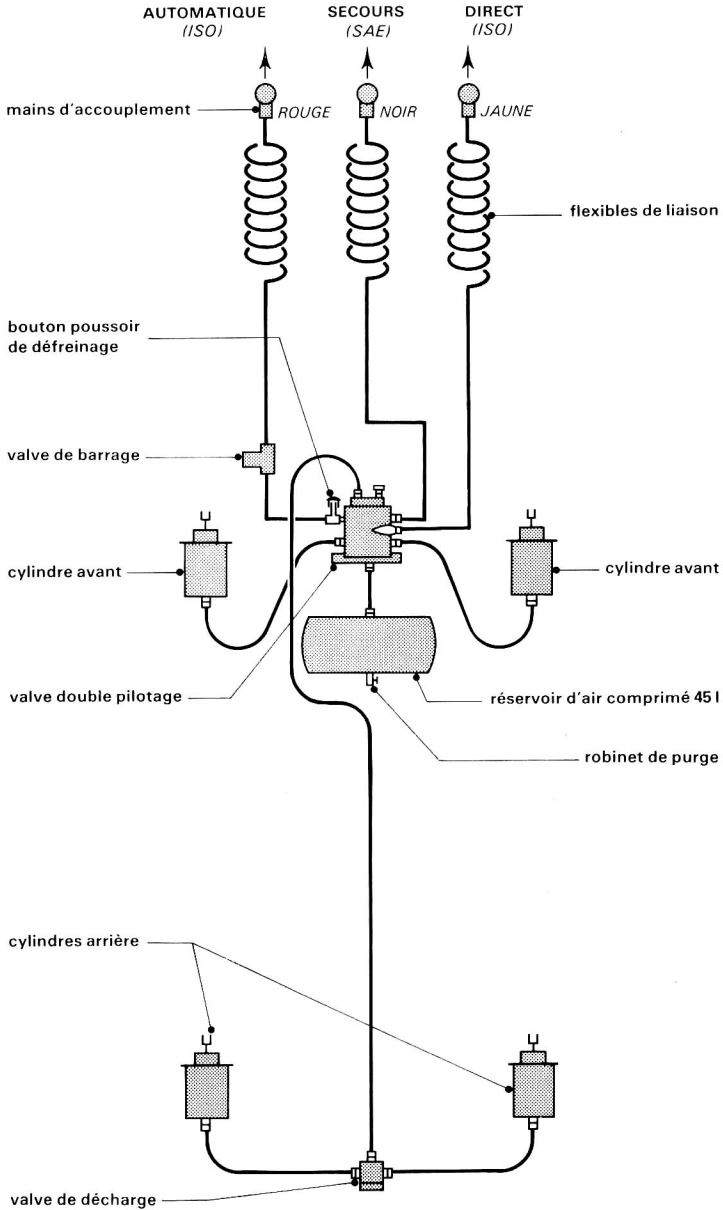 AUTOMATIQUE
(ISO)
SECOURS
(SAE)
DIRECT
(ISO)
mains d'accouplement
ROUGE
NOIR
JAUNE
flexibles de liaison
bouton poussoir
de défreinage
valve de barrage
cylindre avant
cylindre avant
valve double pilotage
réservoir d'air comprimé 45 l
robinet de purge
cylindres arrière
valve de décharge